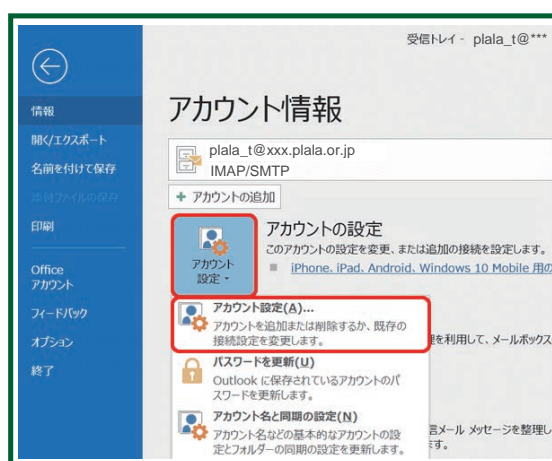 受信トレイ - plala_t@***
情報
開く/エクスポート
名前を付けて保存
添付ファイルの保存
印刷
Office
アカウント
フィードバック
オプション
終了
アカウント情報
plala_t@xxx.plala.or.jp
IMAP/SMTP
+ アカウントの追加
アカウント
設定
アカウントの設定
このアカウントの設定を変更、または追加の接続を設定します。
iPhone、iPad、Android、Windows 10 Mobile 用の
アカウント設定(A)...
アカウントを追加または削除するか、既存の
接続設定を変更します。
パスワードを更新(U)
Outlook に保存されているアカウントのパ
スワードを更新します。
アカウント名と同期の設定(N)
アカウント名などの基本的なアカウントの設
定とフォルダーの同期の設定を更新します。
を利用して、メールボックス
メール メッセージを整理し
ます。